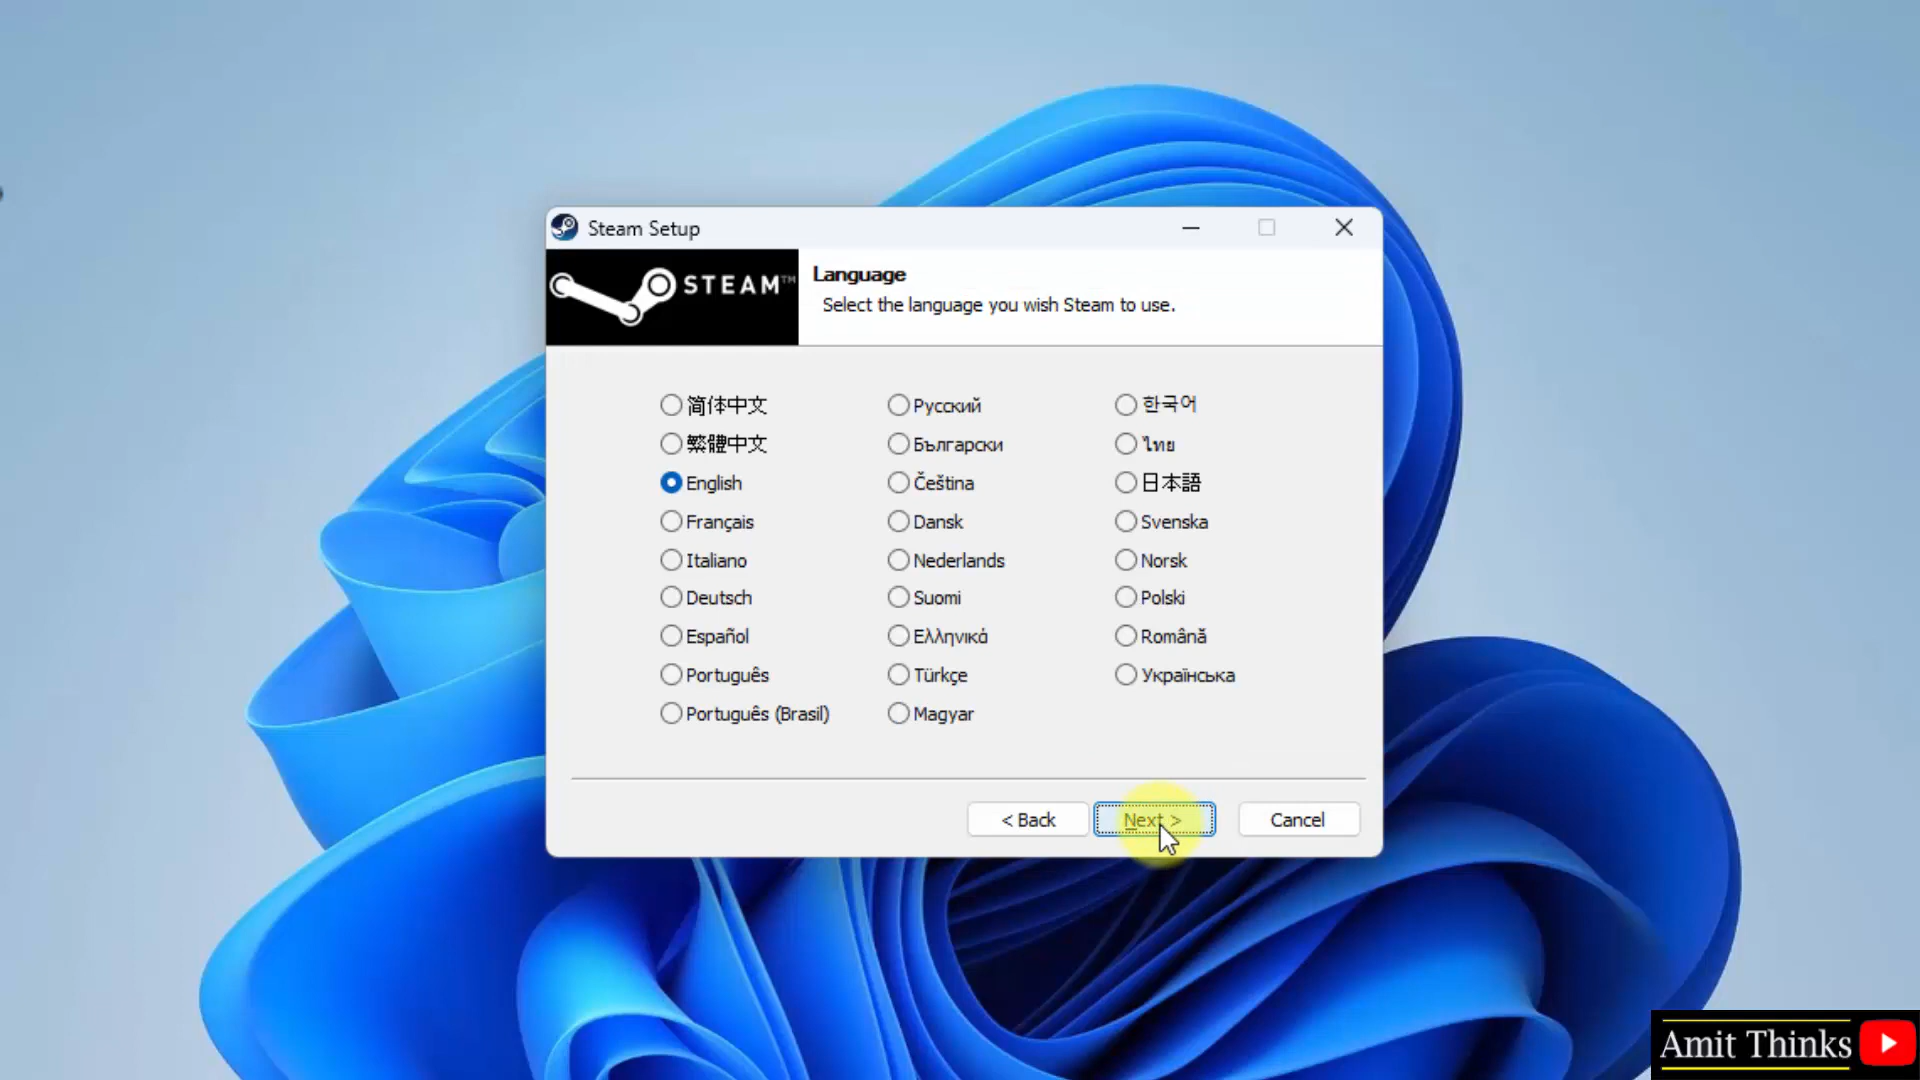 Steam Setup
STEAM™
Language
Select the language you wish Steam to use.
简体中文
繁體中文
English
Français
Italiano
Deutsch
Español
Português
Português (Brasil)
Русский
Български
Čeština
Dansk
Nederlands
Suomi
Ελληνικά
Türkçe
Magyar
한국어
ไทย
日本語
Svenska
Norsk
Polski
Română
Українська
< Back
Next >
Cancel
Amit Thinks